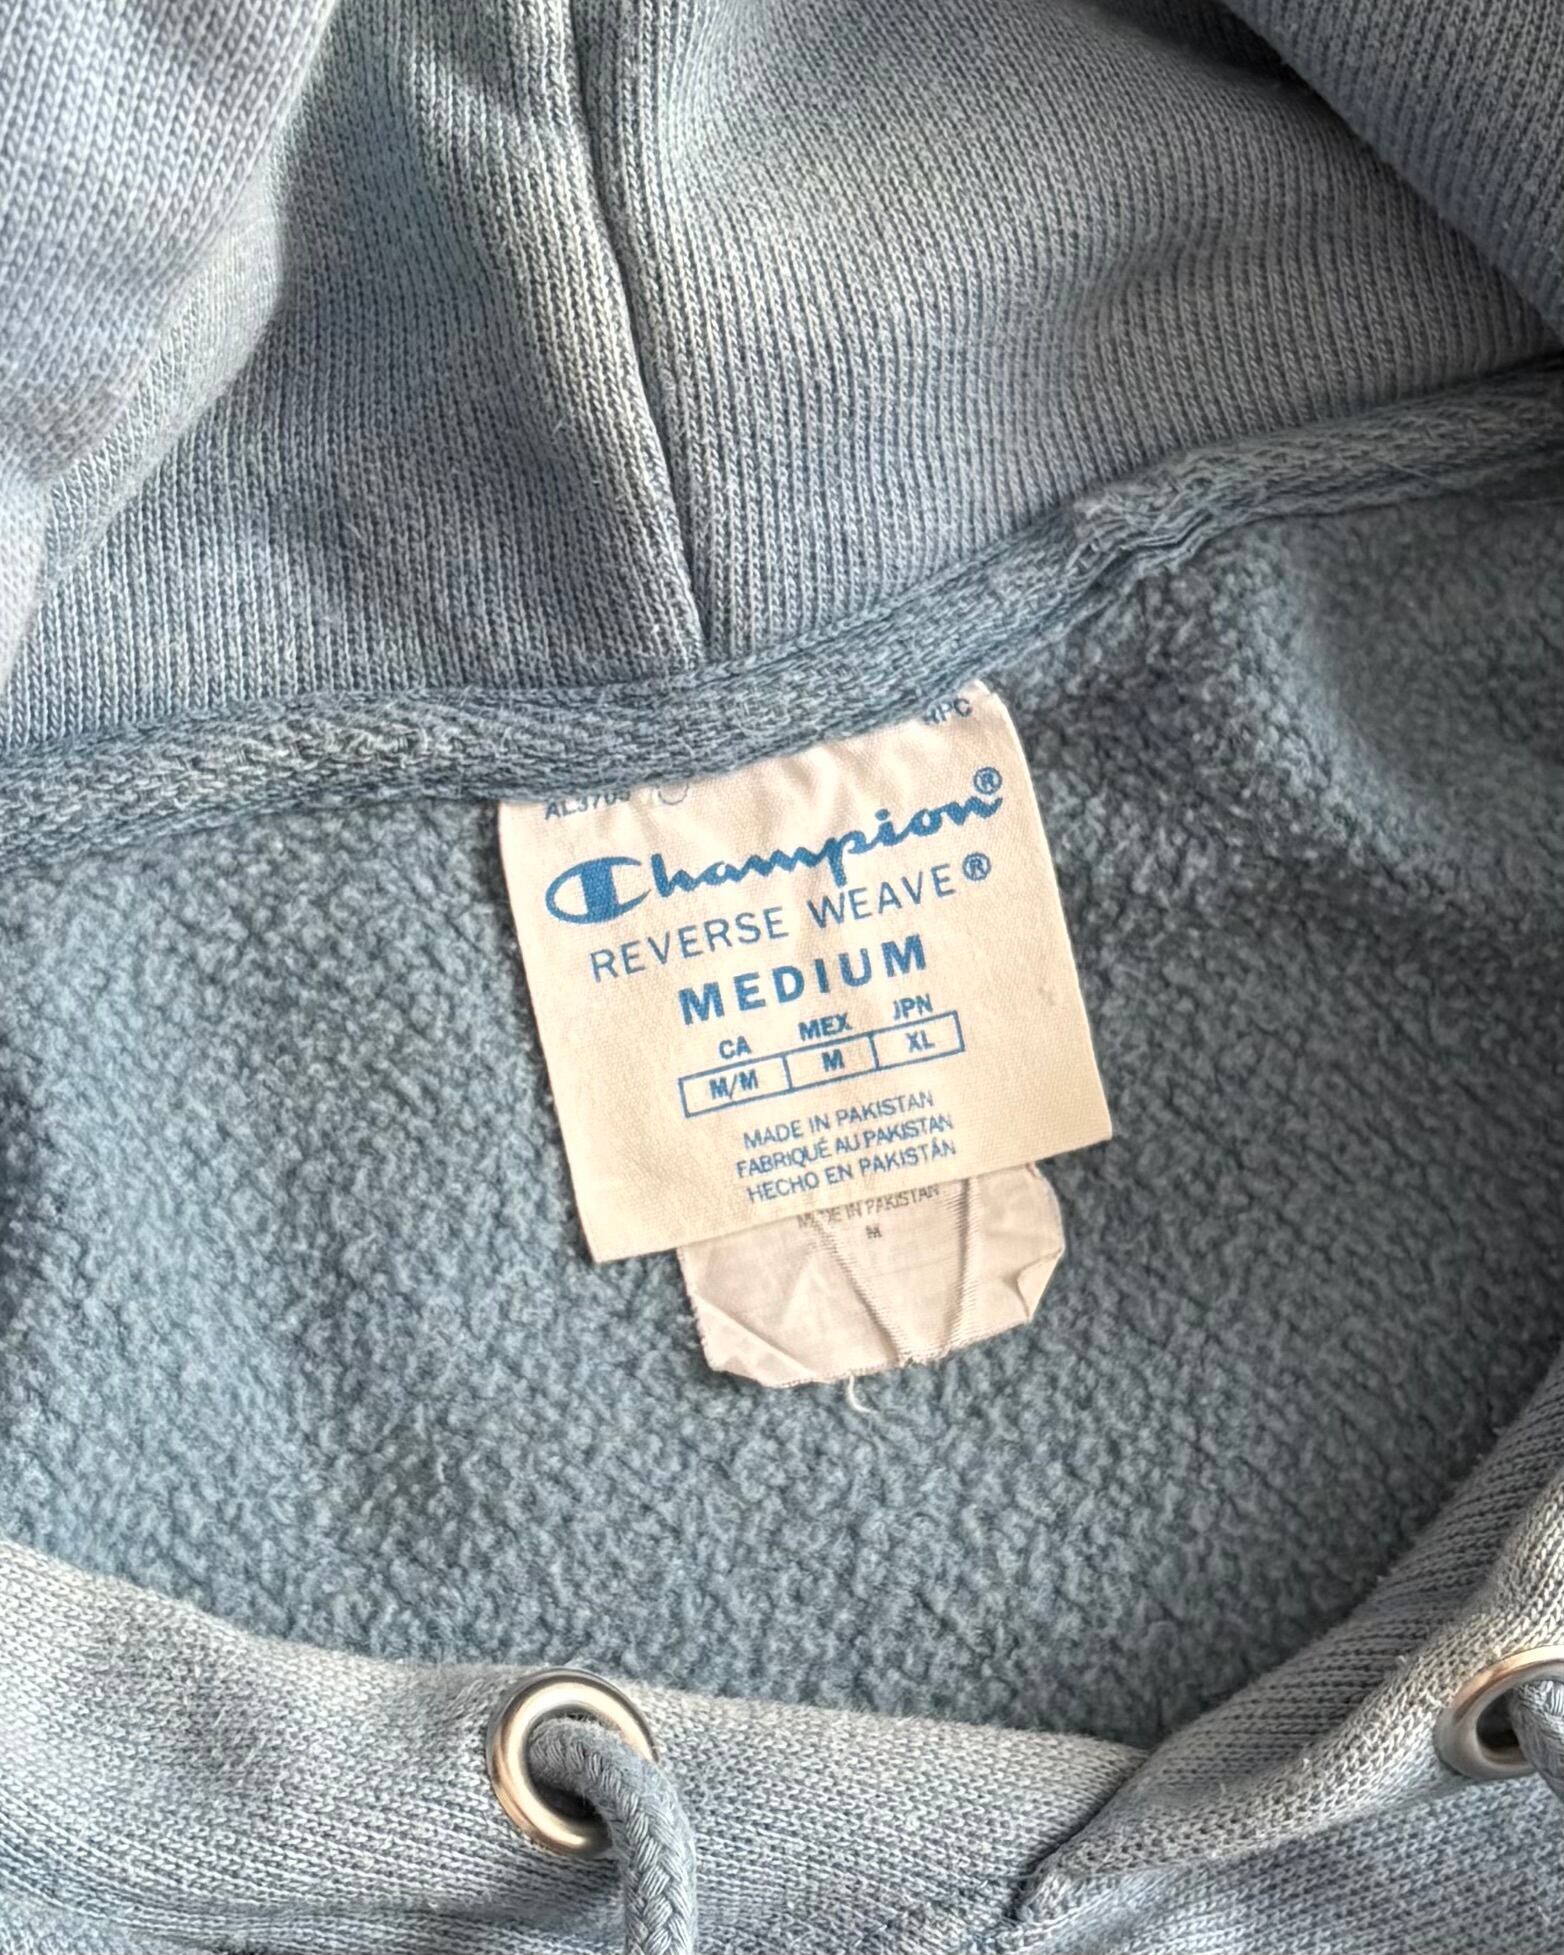 Champion®
REVERSE WEAVE®
MEDIUM
CA MEX JPN
M/M M XL
MADE IN PAKISTAN
FABRIQUÉ AU PAKISTAN
HECHO EN PAKISTÁN
MADE IN PAKISTAN
M